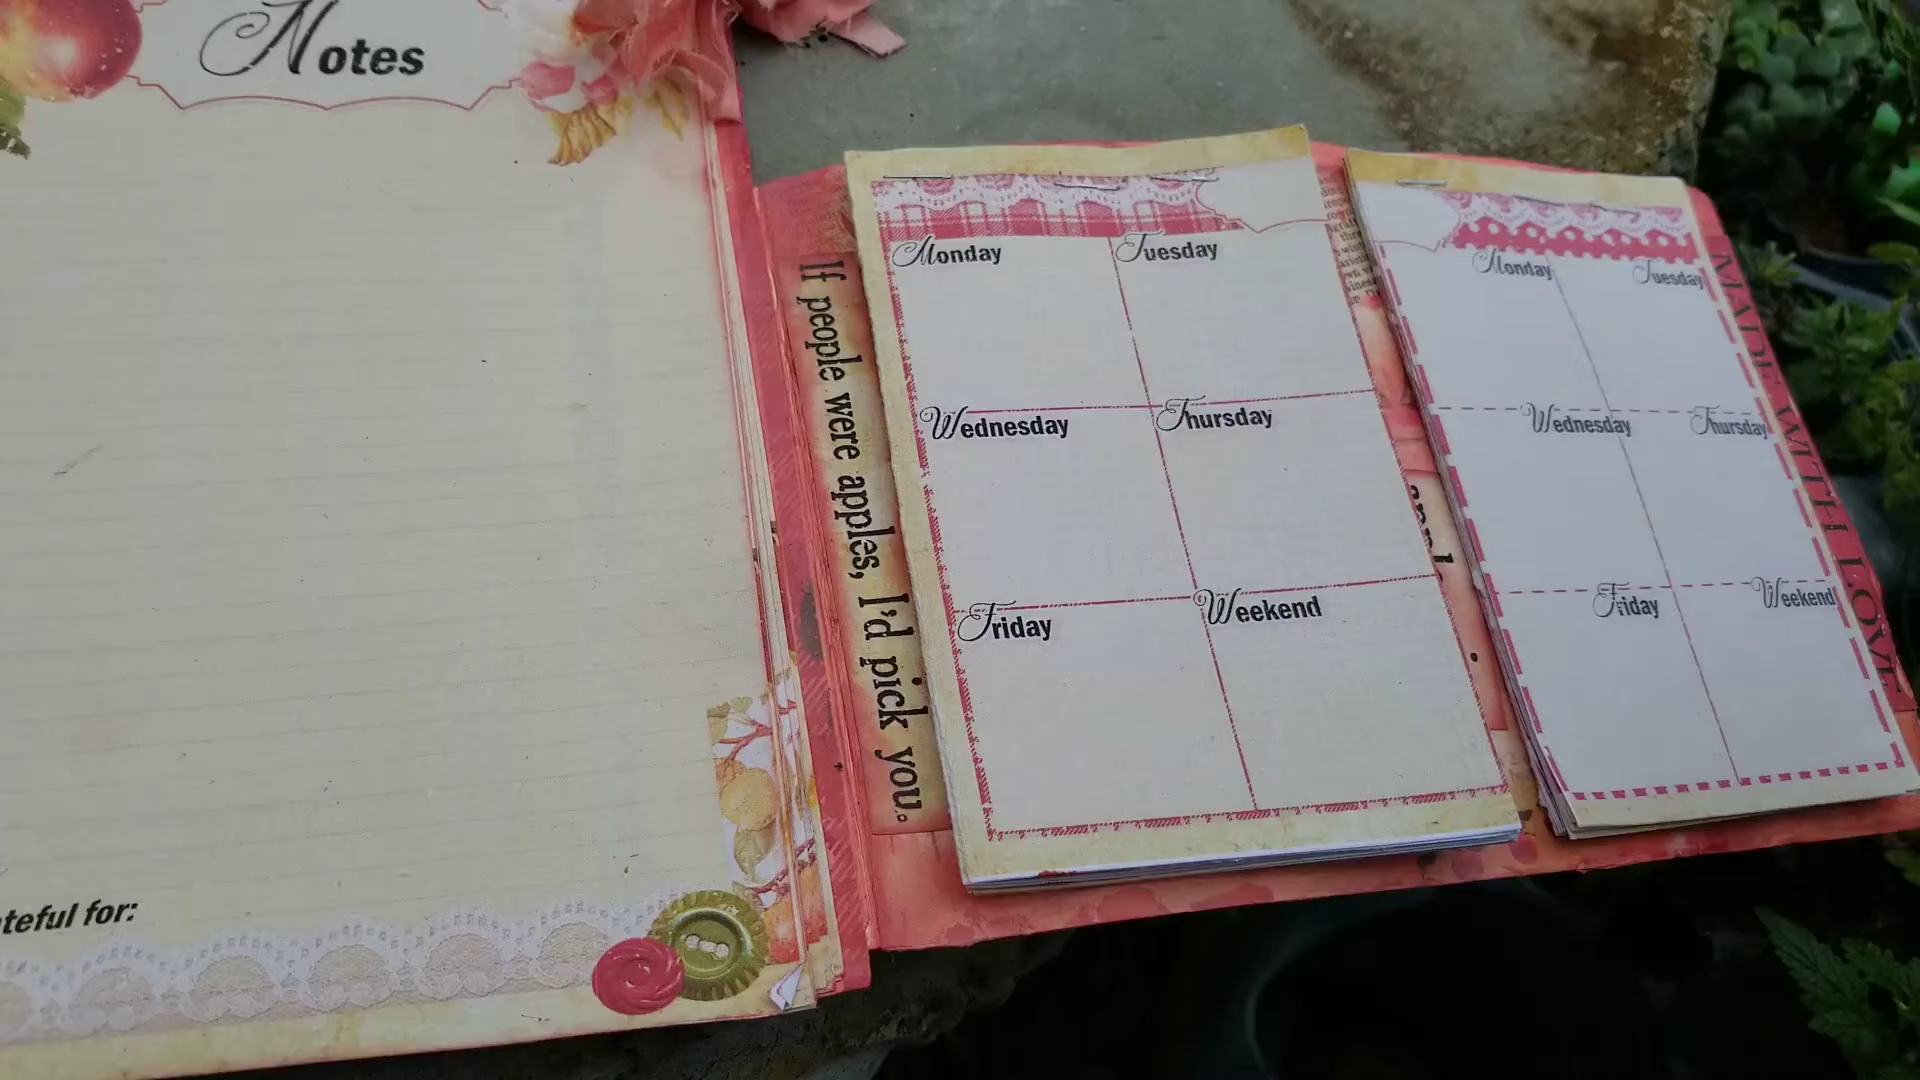 Notes
teful for:
If people were apples, I'd pick you.
Monday
Tuesday
Wednesday
Thursday
Friday
Weekend
Monday
Tuesday
Wednesday
Thursday
Friday
Weekend
MADE WITH LOVE